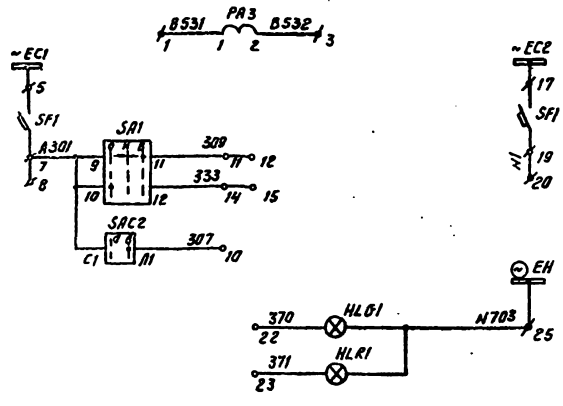 PA3
B531 B532
1 1 2 3
~EC1
5
SF1
A301
7
8
SA1
9 11 309 11 12
10 12 333 14 15
SAC2
C1 Л1 307 10
~EC2
17
SF1
N1 19
20
~ EH
370 HLG1 N703
22 25
371 HLR1
23